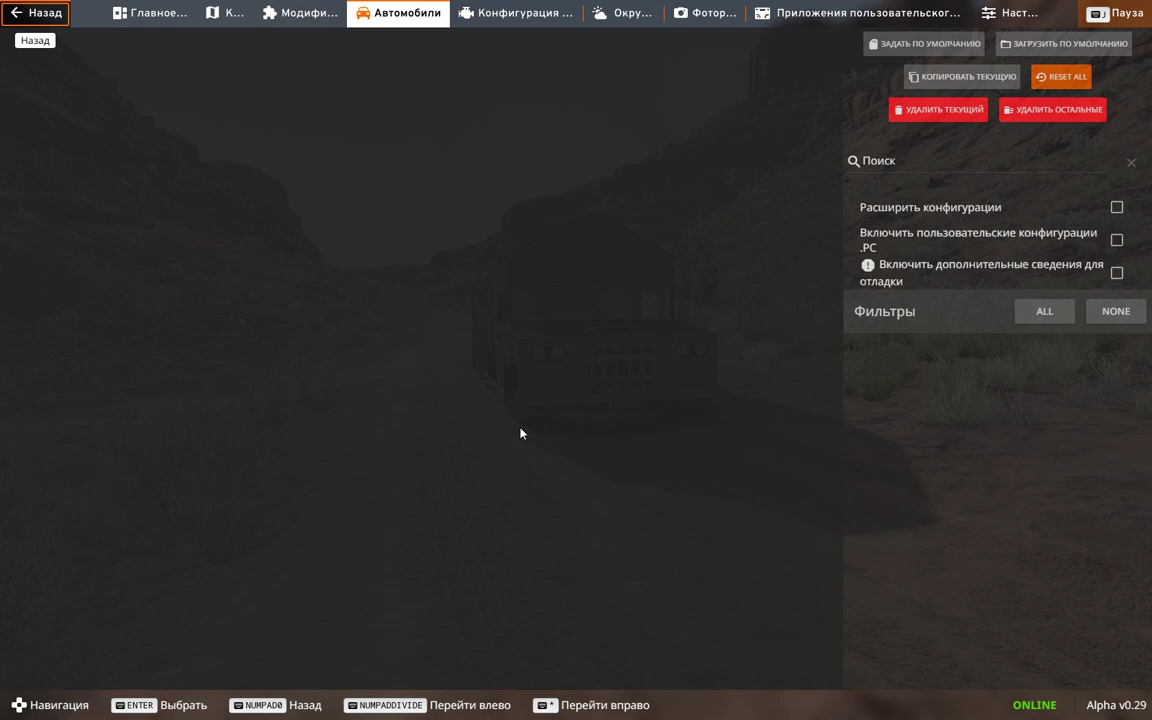 Назад
Главное...
К...
Модифи...
Автомобили
Конфигурация ...
Окру...
Фотор...
Приложения пользовательског...
Наст...
J Пауза
Назад
ЗАДАТЬ ПО УМОЛЧАНИЮ
ЗАГРУЗИТЬ ПО УМОЛЧАНИЮ
КОПИРОВАТЬ ТЕКУЩУЮ
RESET ALL
УДАЛИТЬ ТЕКУЩИЙ
УДАЛИТЬ ОСТАЛЬНЫЕ
Поиск
Расширить конфигурации
Включить пользовательские конфигурации
.PC
Включить дополнительные сведения для
отладки
Фильтры
ALL
NONE
Навигация
ENTER Выбрать
NUMPAD0 Назад
NUMPADDIVIDE Перейти влево
* Перейти вправо
ONLINE
Alpha v0.29